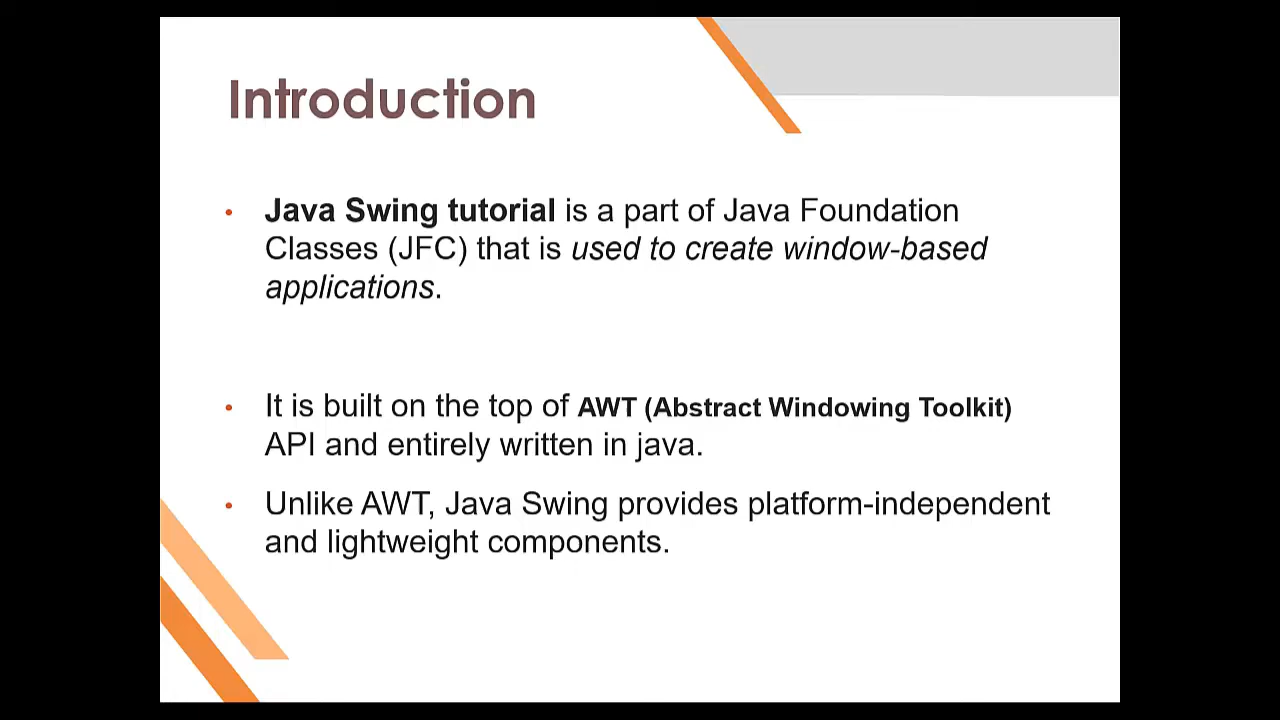 Introduction
• Java Swing tutorial is a part of Java Foundation
Classes (JFC) that is used to create window-based
applications.
• It is built on the top of AWT (Abstract Windowing Toolkit)
API and entirely written in java.
• Unlike AWT, Java Swing provides platform-independent
and lightweight components.